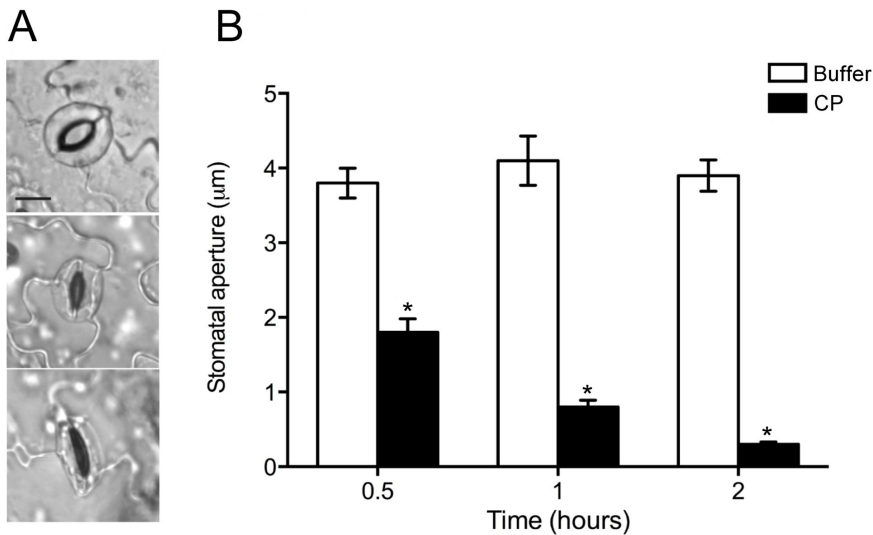 A
B
Buffer
CP
5
4
3
2
1
0
Stomatal aperture (μm)
*
*
*
0.5
1
2
Time (hours)